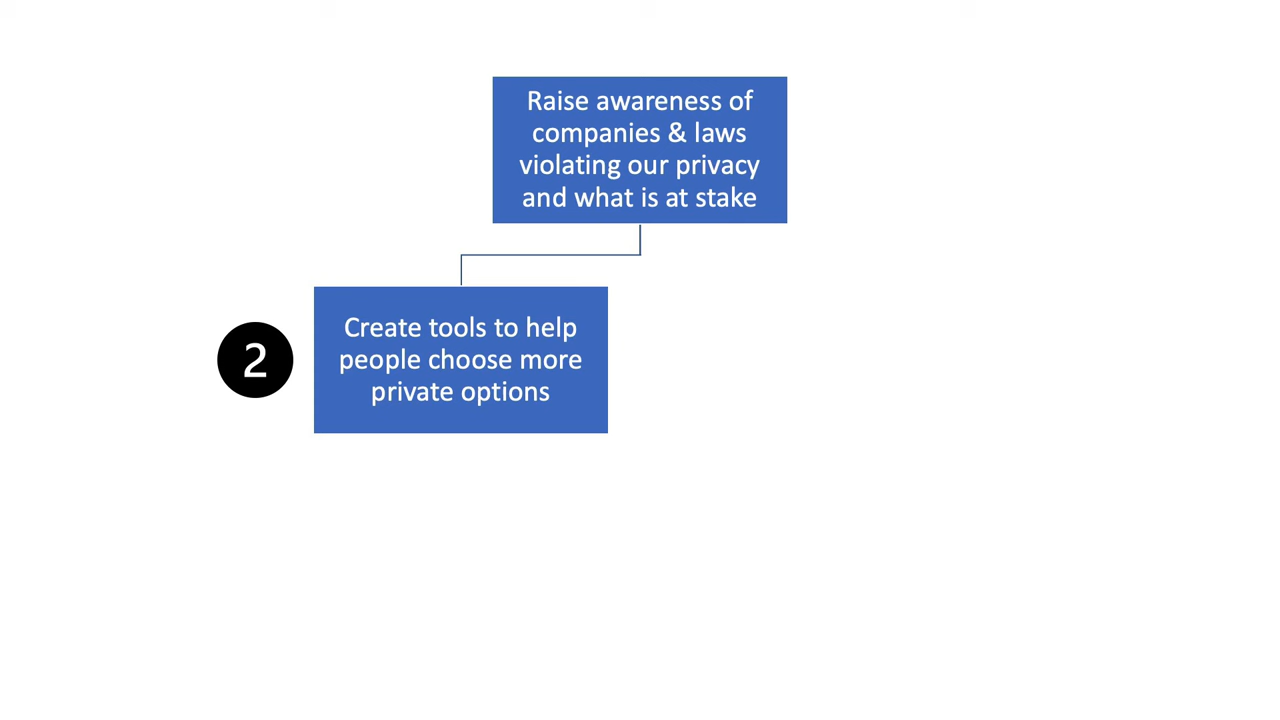 Raise awareness of
companies & laws
violating our privacy
and what is at stake
2
Create tools to help
people choose more
private options